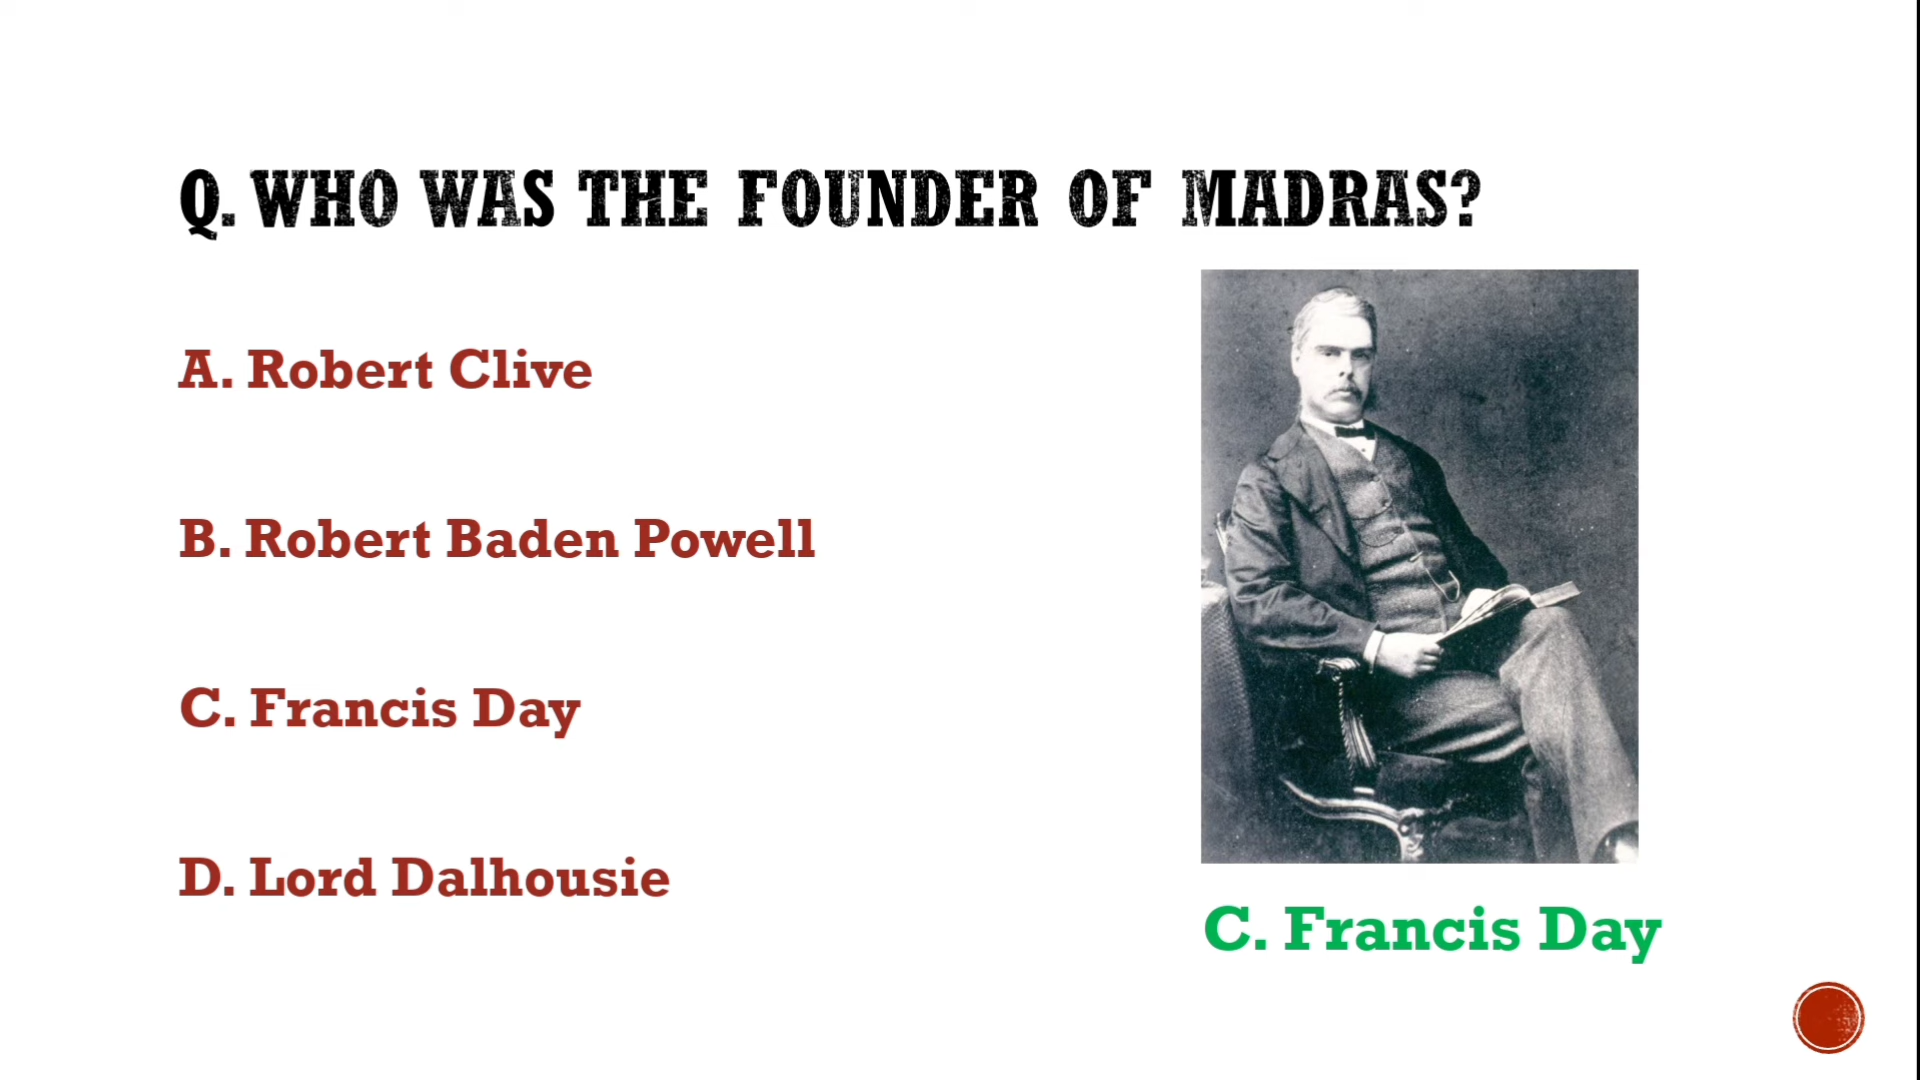 Q. WHO WAS THE FOUNDER OF MADRAS?
A. Robert Clive
B. Robert Baden Powell
C. Francis Day
D. Lord Dalhousie
C. Francis Day